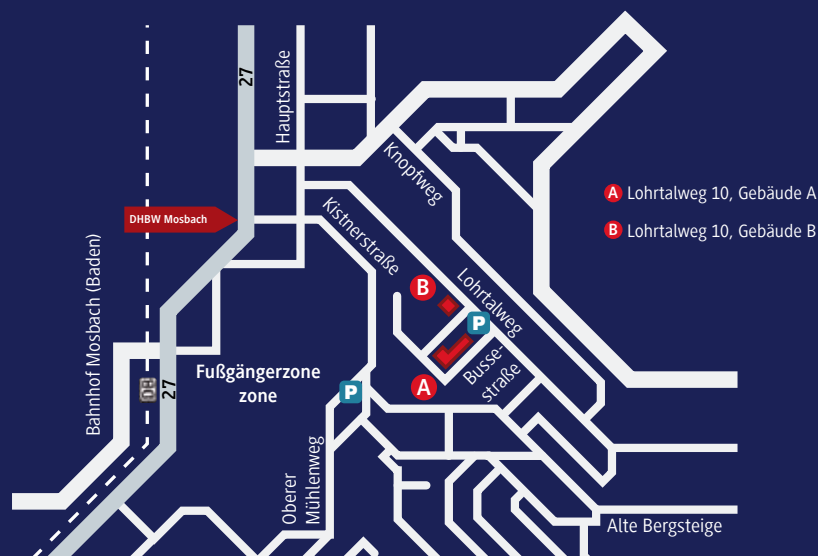 27
Hauptstraße
Knopfweg
A Lohrtalweg 10, Gebäude A
DHBW Mosbach
B Lohrtalweg 10, Gebäude B
Kistnerstraße
Bahnhof Mosbach (Baden)
B
Lohrtalweg
P
Busse-
straße
Fußgängerzone
zone
A
P
DB
27
Oberer
Mühlenweg
Alte Bergsteige